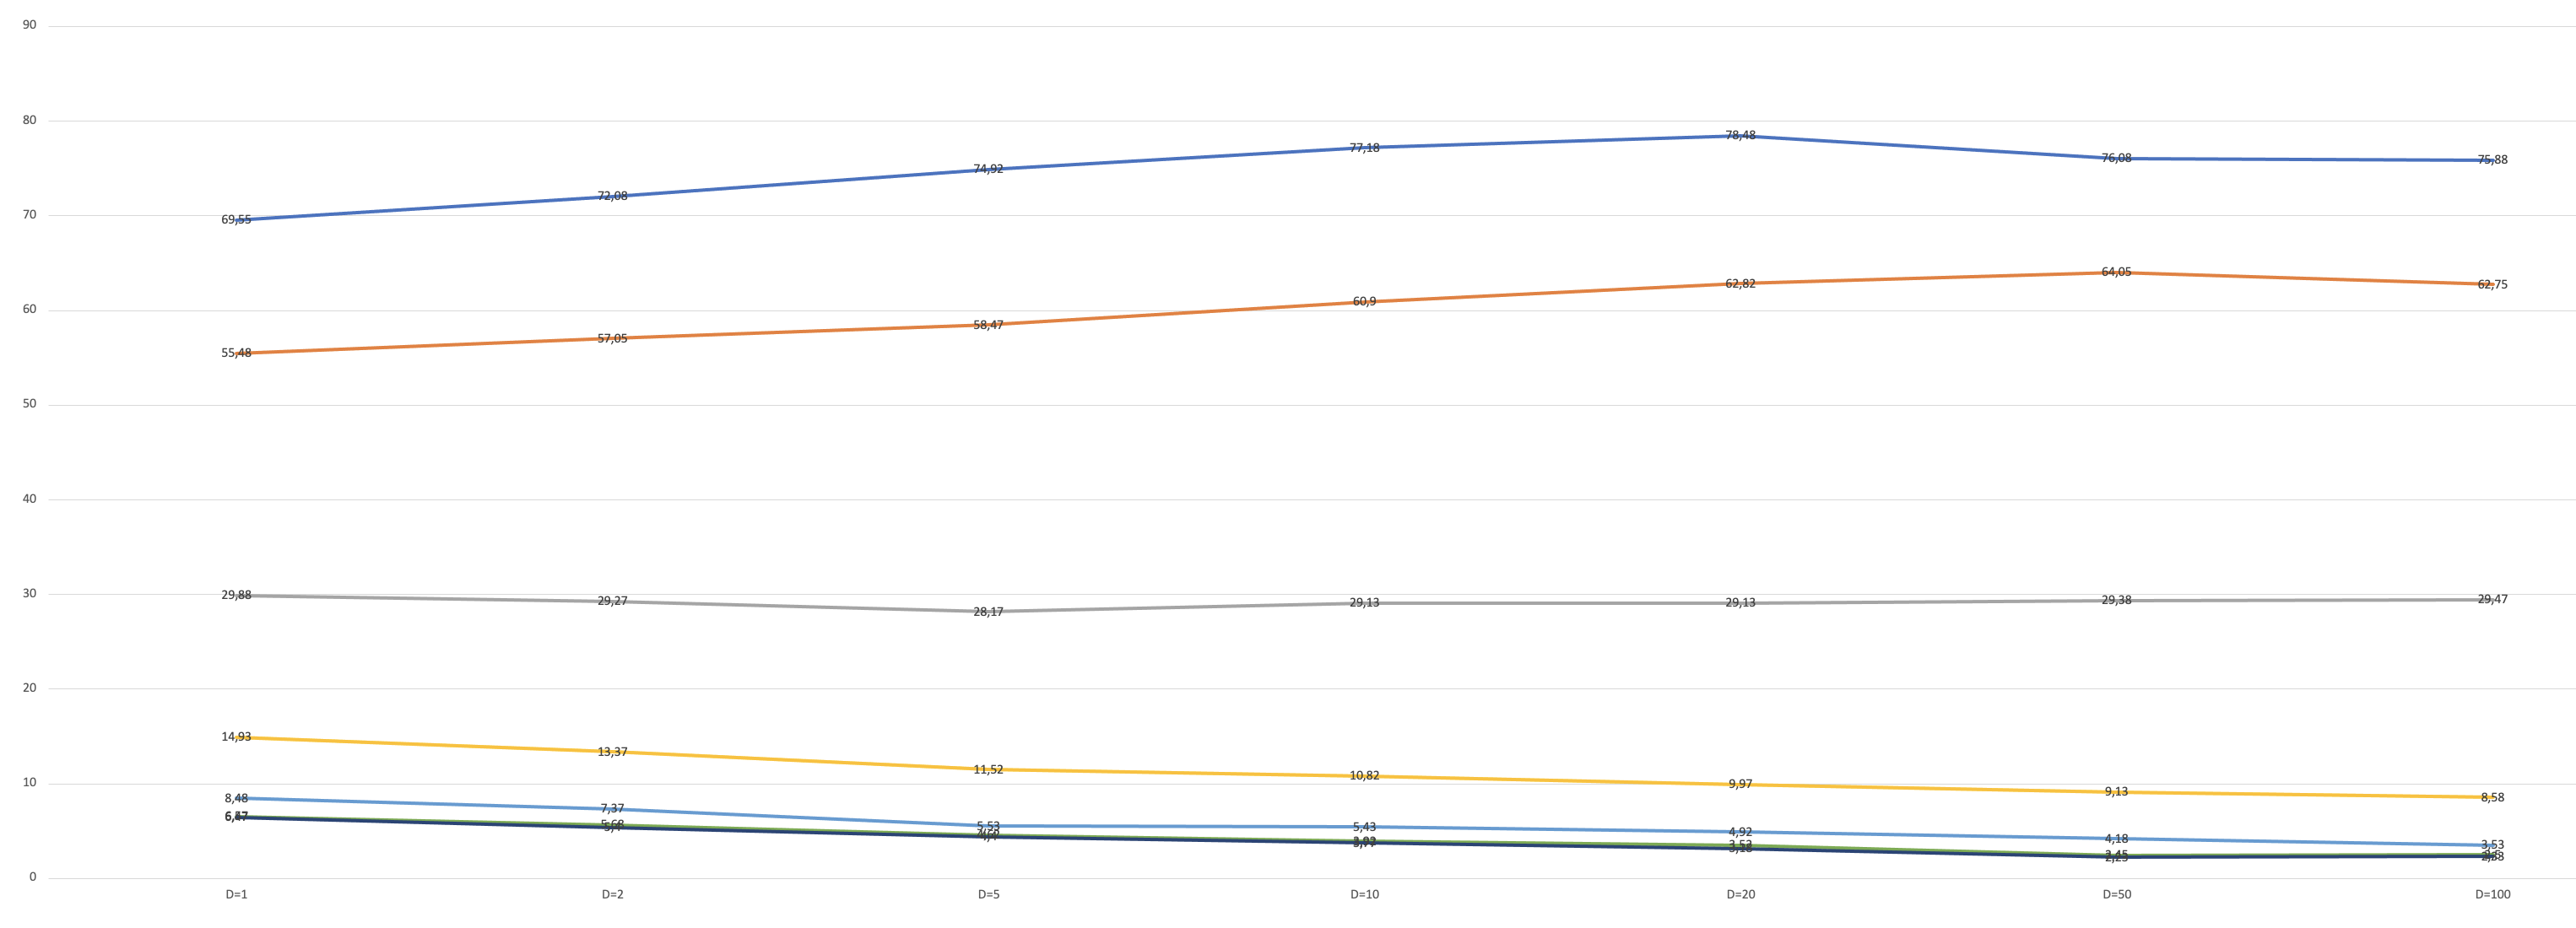 90
80
70
60
50
40
30
20
10
0
69,55 72,08 74,92 77,18 78,48 76,08 75,88
55,48 57,05 58,47 60,9 62,82 64,05 62,75
29,88 29,27 28,17 29,13 29,13 29,38 29,47
14,93 13,37 11,52 10,82 9,97 9,13 8,58
8,48 7,37 5,53 5,43 4,92 4,18 3,53
D=1 D=2 D=5 D=10 D=20 D=50 D=100